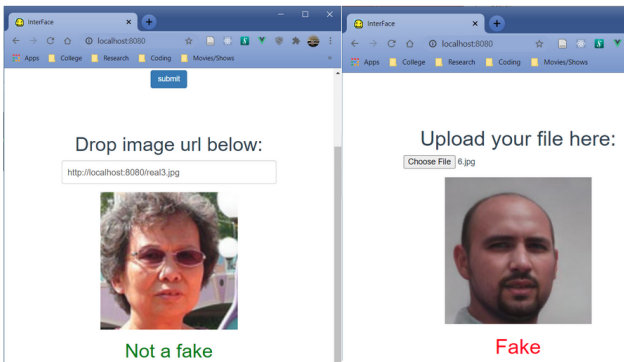 InterFace
localhost:8080
Apps College Research Coding Movies/Shows
submit
Drop image url below:
http://localhost:8080/real3.jpg
Not a fake
InterFace
localhost:8080
Apps College Research Coding Movies/Shows
Upload your file here:
Choose File 6.jpg
Fake